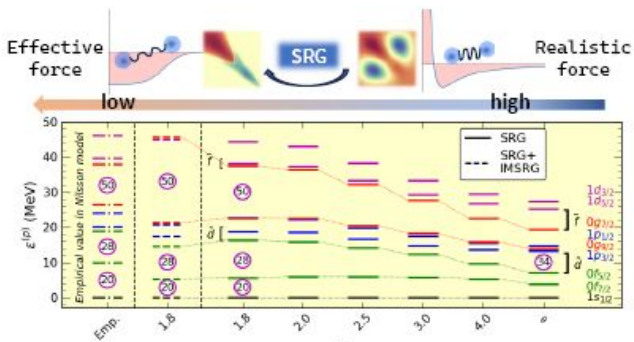 Effective
force
SRG
Realistic
force
low
high
ε^(p) (MeV)
50
40
30
20
10
0
Empirical value in Nilsson model
50
28
20
50
28
20
50
28
20
34
r̃
d̃
SRG
SRG+
IMSRG
r̃
d̃
1d3/2
1d5/2
0g7/2
1p1/2
0g9/2
1p3/2
0f5/2
0f7/2
1s1/2
Emp.
1.8
1.8
2.0
2.5
3.0
4.0
∞